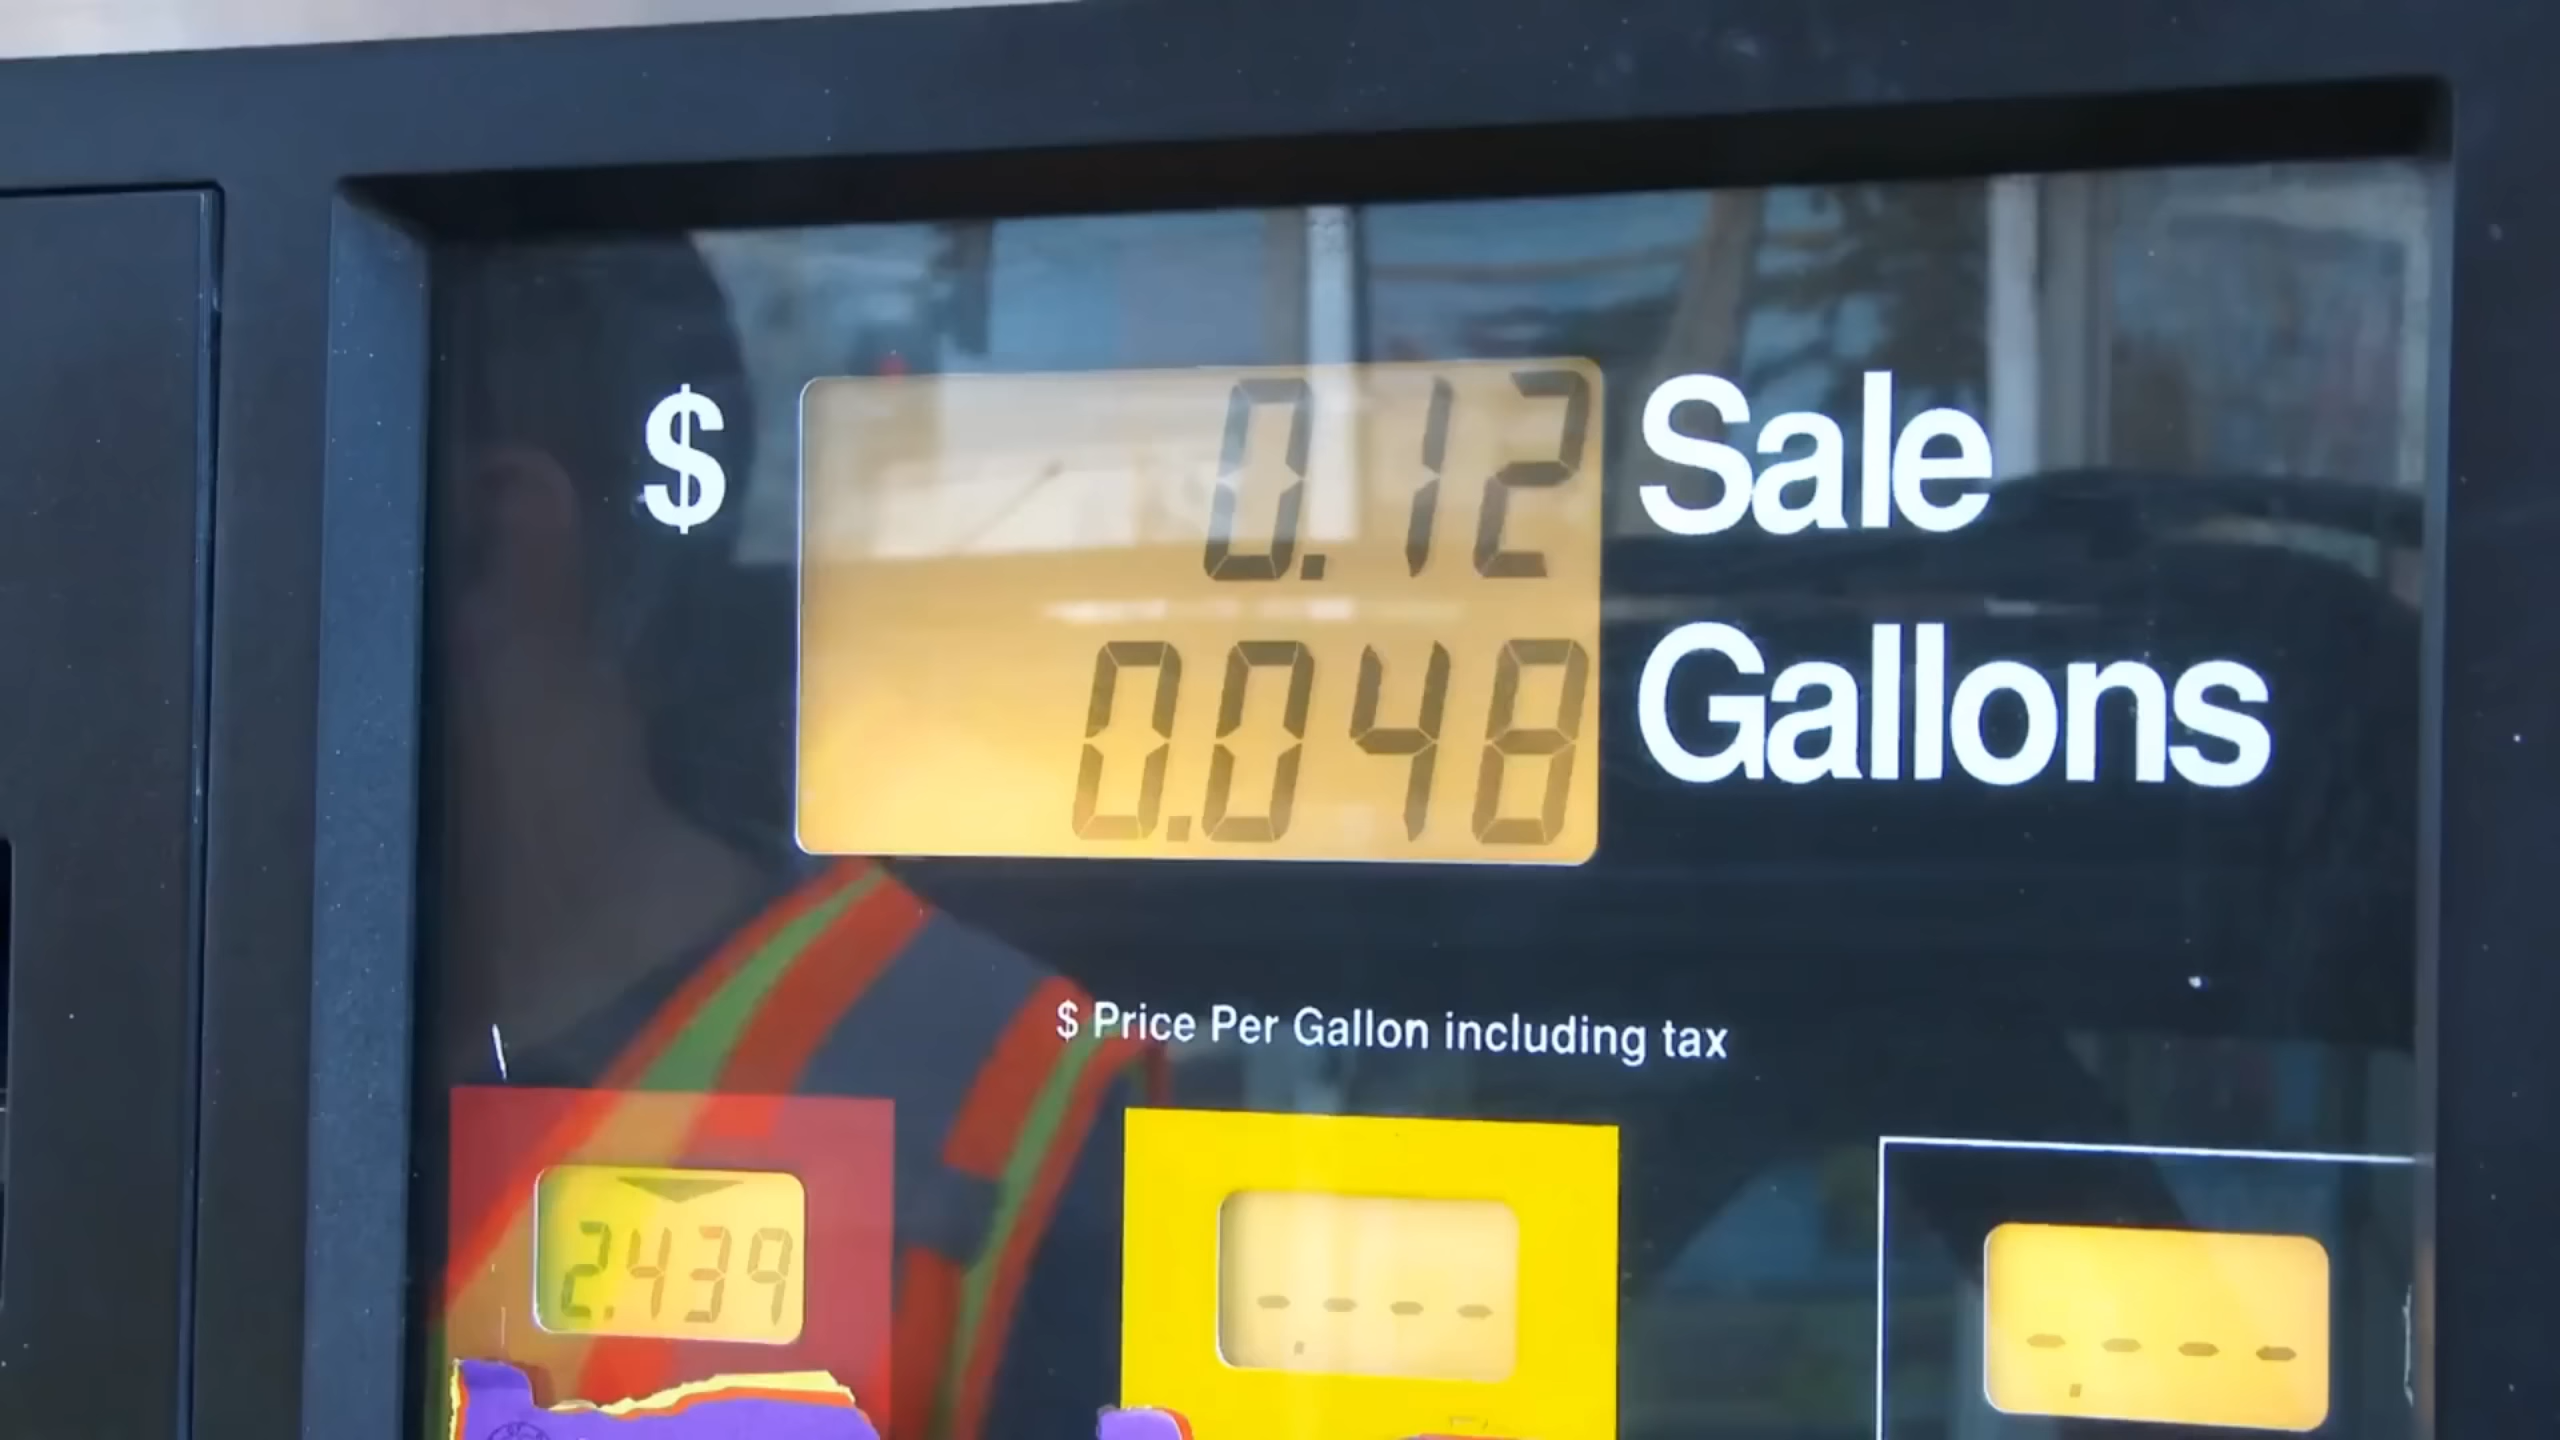 $ 0.12 Sale
0.048 Gallons
$ Price Per Gallon including tax
2.439
-.---
-.---